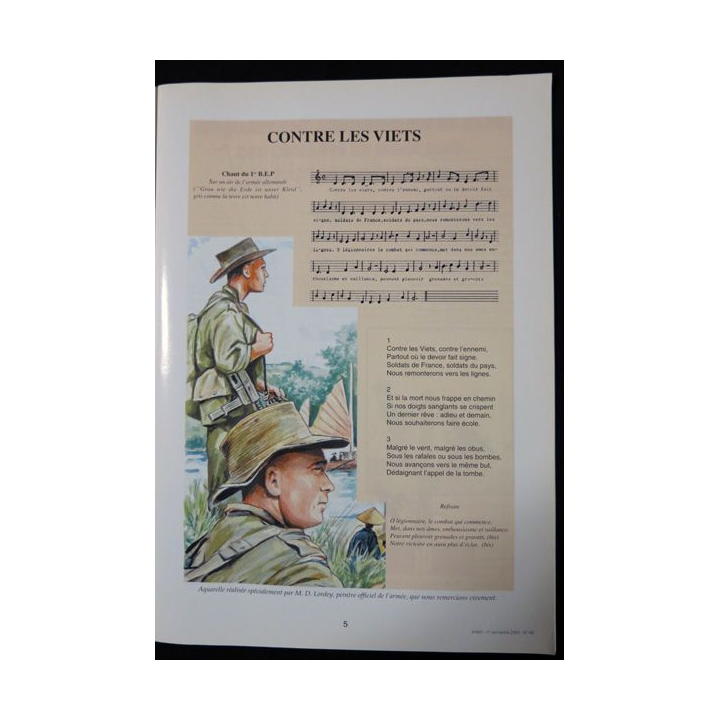 CONTRE LES VIETS
Chant du 1er B.E.P
Sur un air de l'armée allemande
("Grau wie die Erde ist unser Kleid",
gris comme la terre est notre habit)
Contre les viets, contre l'ennemi, partout ou le devoir fait
si-gne, soldats de France, soldats du pays, nous remonterons vers les
li-gnes. O légionnaires le combat qui commence, met dans nos ames en-
thousiasme et vaillance, peuvent pleuvoir grenades et gravats
1
Contre les Viets, contre l'ennemi,
Partout où le devoir fait signe.
Soldats de France, soldats du pays,
Nous remonterons vers les lignes.
2
Et si la mort nous frappe en chemin
Si nos doigts sanglants se crispent
Un dernier rêve : adieu et demain,
Nous souhaiterons faire école.
3
Malgré le vent, malgré les obus,
Sous les rafales ou sous les bombes,
Nous avançons vers le même but,
Dédaignant l'appel de la tombe.
Refrain
O légionnaire, le combat qui commence,
Met, dans nos âmes, enthousiasme et vaillance
Peuvent pleuvoir grenades et gravats, (bis)
Notre victoire en aura plus d'éclat. (bis)
Aquarelle réalisée spécialement par M. D. Lordey, peintre officiel de l'armée, que nous remercions vivement.
5